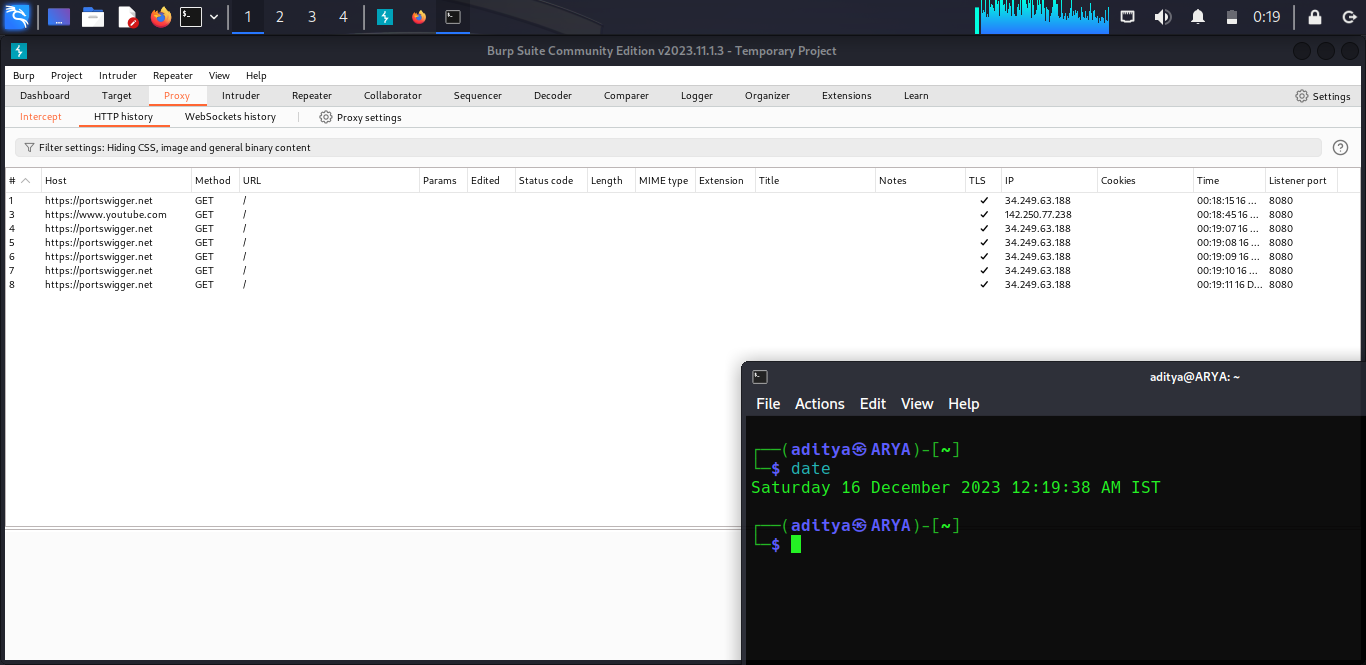 1 2 3 4 0:19
Burp Suite Community Edition v2023.11.1.3 - Temporary Project
Burp Project Intruder Repeater View Help
Dashboard Target Proxy Intruder Repeater Collaborator Sequencer Decoder Comparer Logger Organizer Extensions Learn Settings
Intercept HTTP history WebSockets history Proxy settings
Filter settings: Hiding CSS, image and general binary content
# Host Method URL Params Edited Status code Length MIME type Extension Title Notes TLS IP Cookies Time Listener port
1 https://portswigger.net GET / ✓ 34.249.63.188 00:18:15 16 ... 8080
3 https://www.youtube.com GET / ✓ 142.250.77.238 00:18:45 16 ... 8080
4 https://portswigger.net GET / ✓ 34.249.63.188 00:19:07 16 ... 8080
5 https://portswigger.net GET / ✓ 34.249.63.188 00:19:08 16 ... 8080
6 https://portswigger.net GET / ✓ 34.249.63.188 00:19:09 16 ... 8080
7 https://portswigger.net GET / ✓ 34.249.63.188 00:19:10 16 ... 8080
8 https://portswigger.net GET / ✓ 34.249.63.188 00:19:11 16 D... 8080
aditya@ARYA: ~
File Actions Edit View Help
┌──(aditya㉿ARYA)-[~]
└─$ date
Saturday 16 December 2023 12:19:38 AM IST
┌──(aditya㉿ARYA)-[~]
└─$